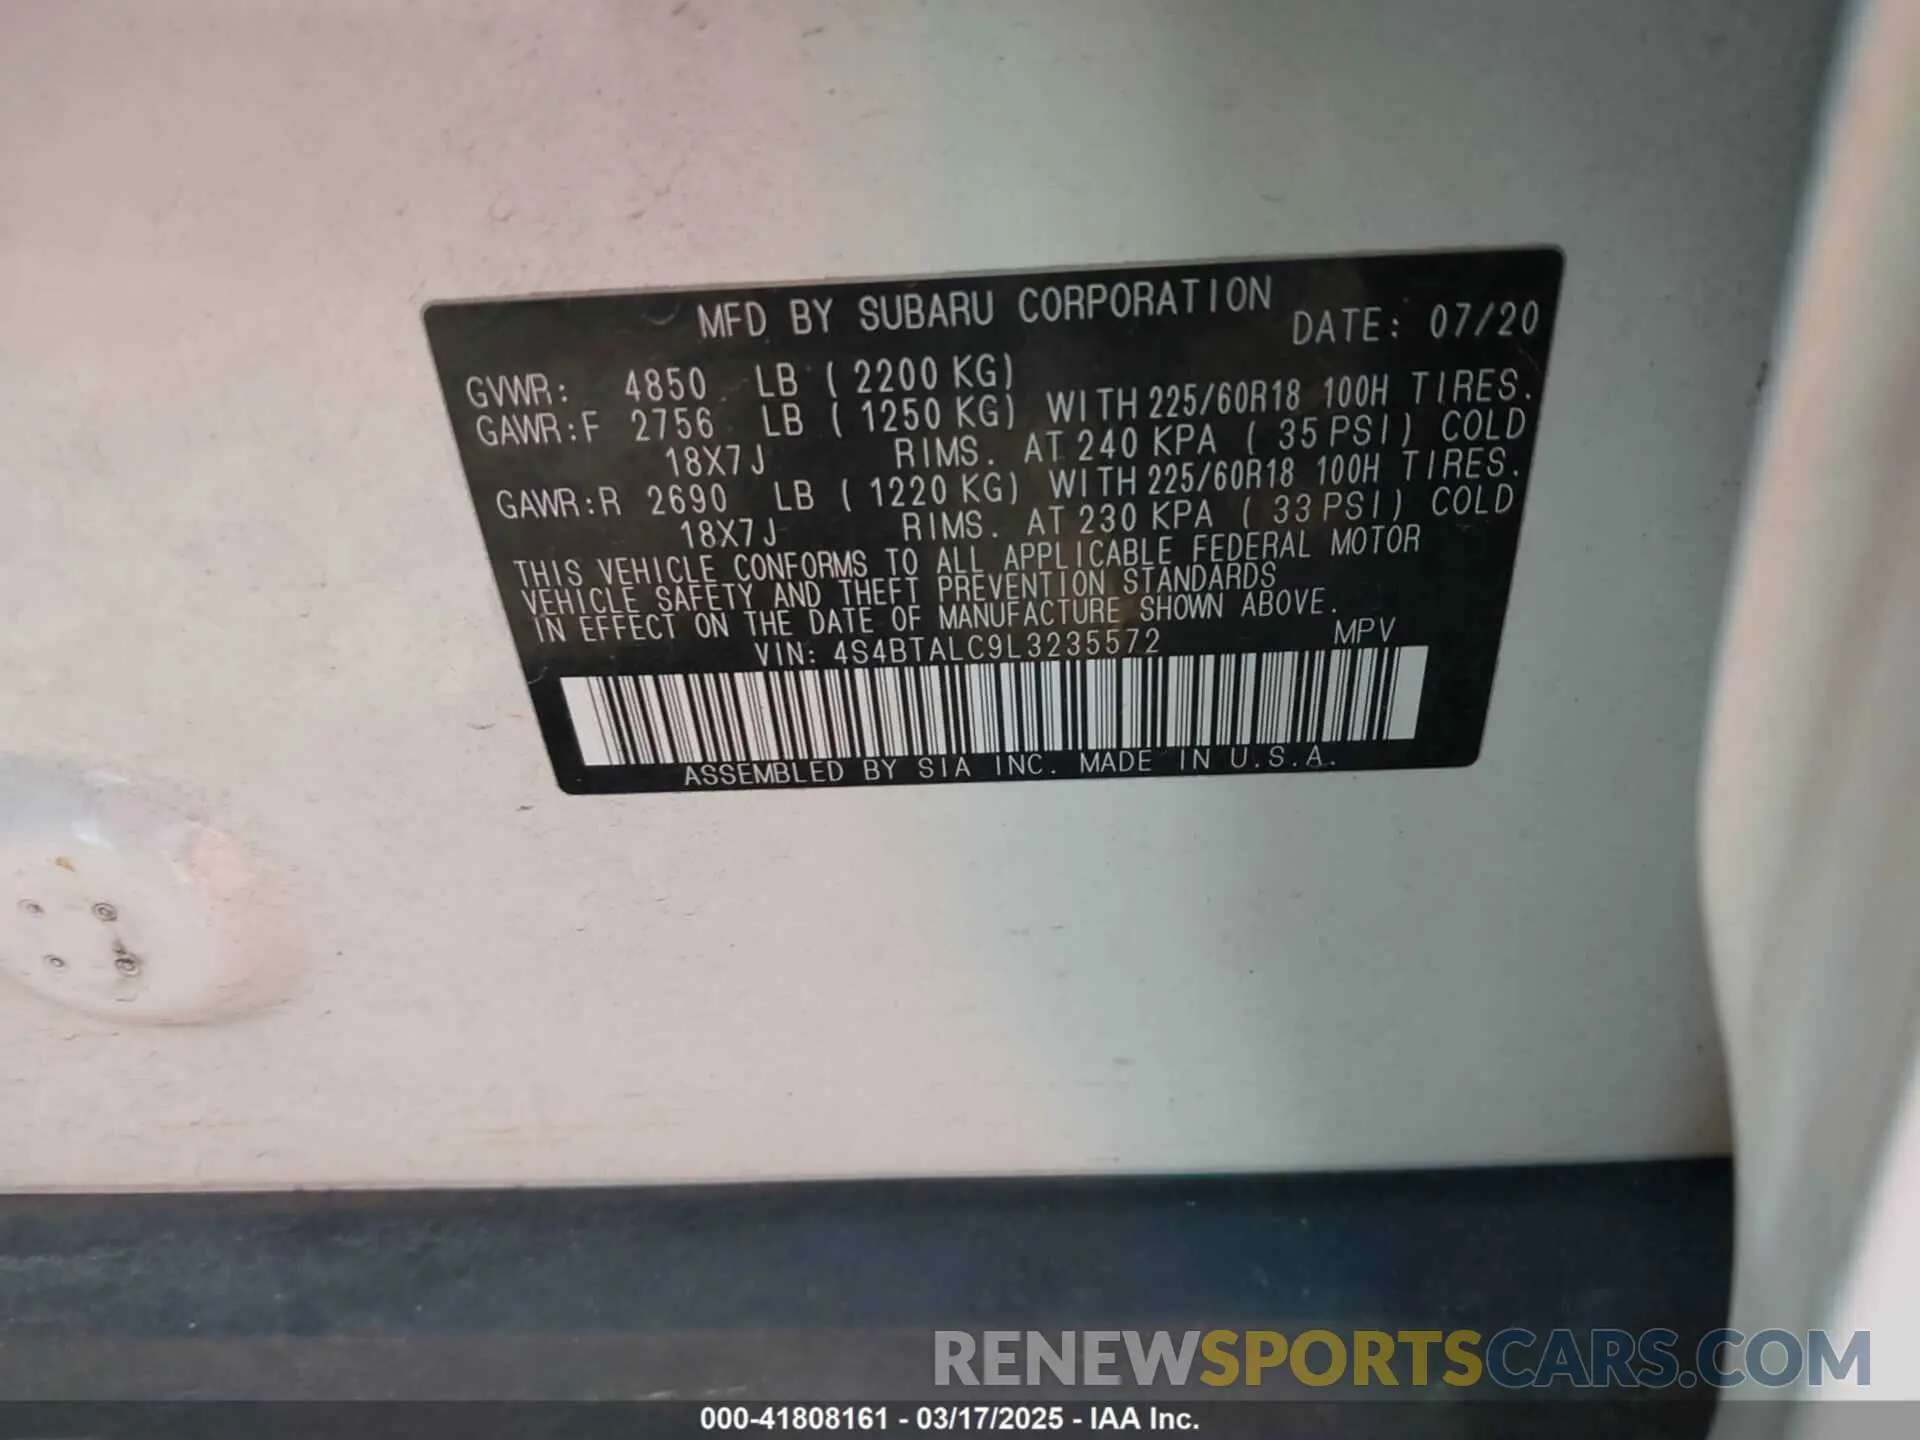 MFD BY SUBARU CORPORATION DATE: 07/20
GVWR: 4850 LB ( 2200 KG)
GAWR:F 2756 LB ( 1250 KG) WITH 225/60R18 100H TIRES.
18X7J RIMS. AT 240 KPA ( 35 PSI) COLD
GAWR:R 2690 LB ( 1220 KG) WITH 225/60R18 100H TIRES.
18X7J RIMS. AT 230 KPA ( 33 PSI) COLD
THIS VEHICLE CONFORMS TO ALL APPLICABLE FEDERAL MOTOR
VEHICLE SAFETY AND THEFT PREVENTION STANDARDS
IN EFFECT ON THE DATE OF MANUFACTURE SHOWN ABOVE.
VIN: 4S4BTALC9L3235572 MPV
ASSEMBLED BY SIA INC. MADE IN U.S.A.
RENEWSPORTSCARS.COM
000-41808161 - 03/17/2025 - IAA Inc.